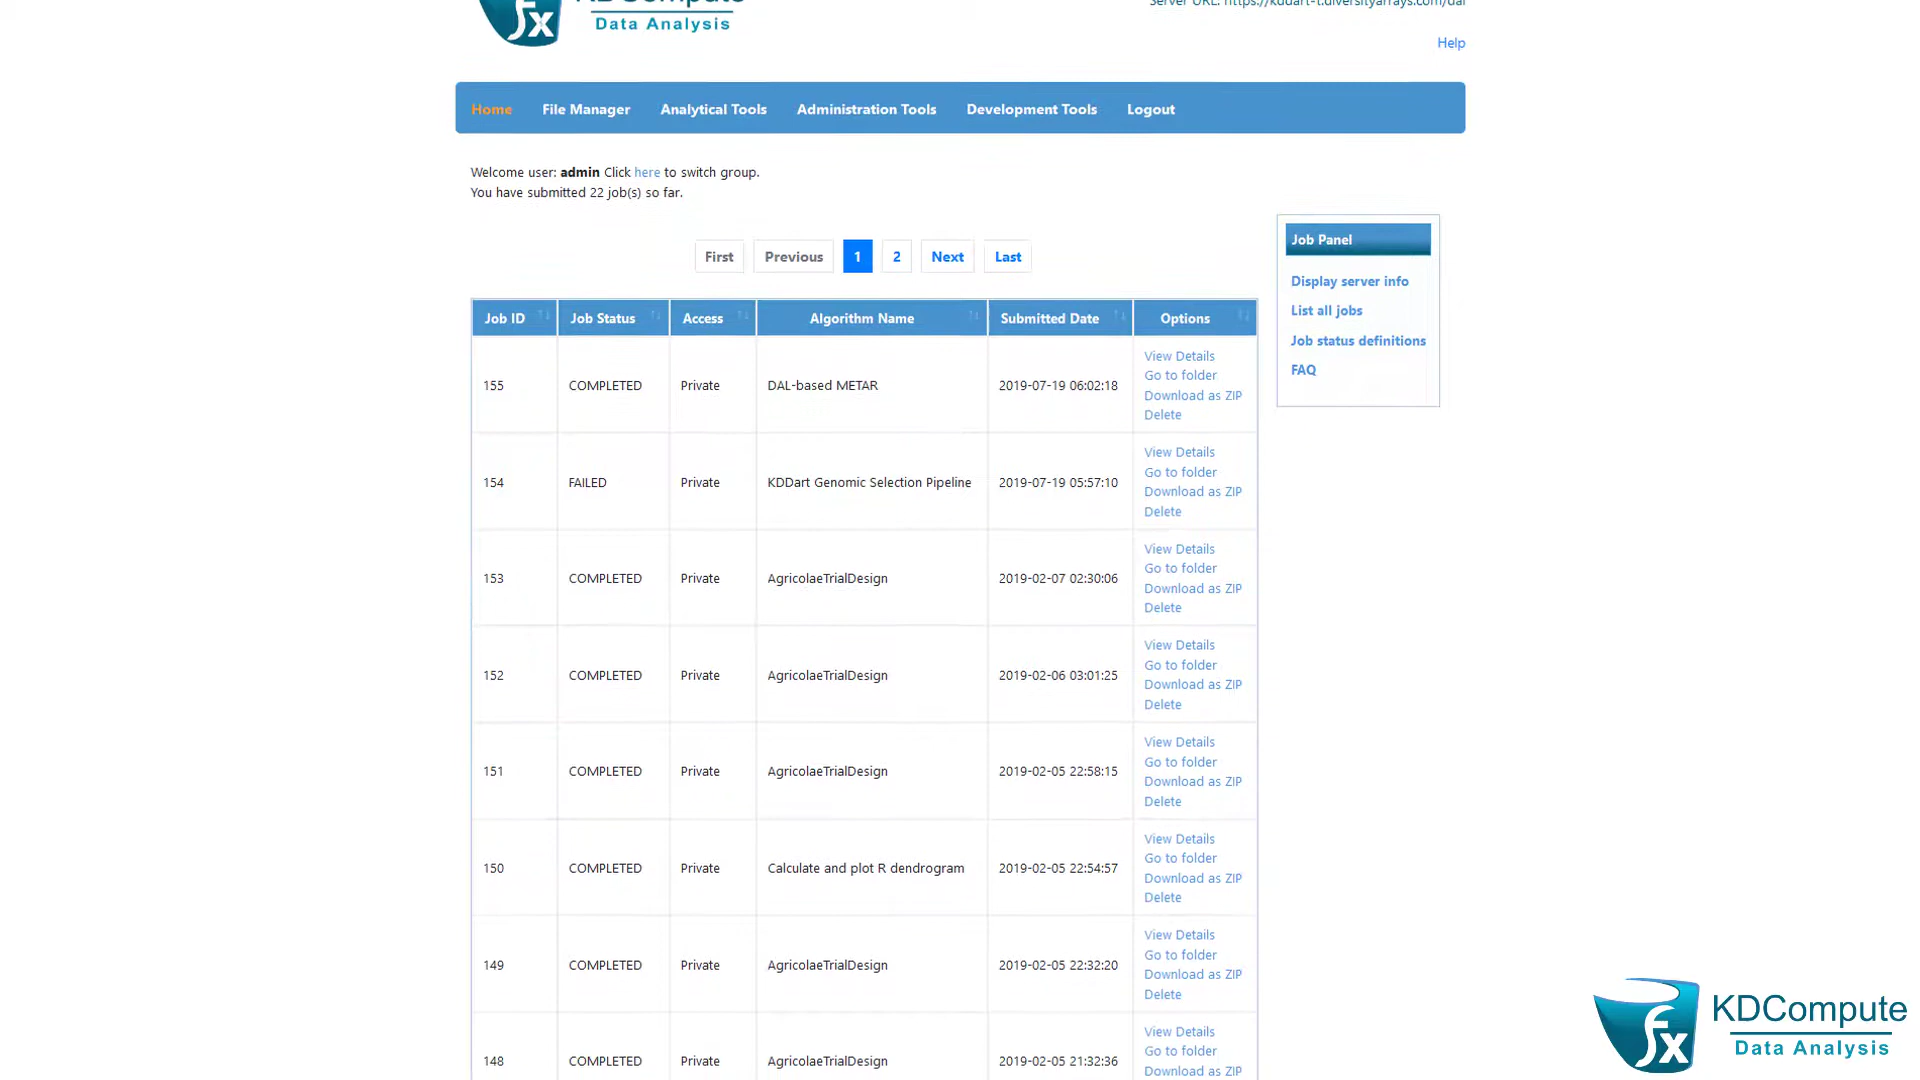 KDCompute
Server URL: https://kddart-t.diversityarrays.com/dal
Data Analysis
Help
Home File Manager Analytical Tools Administration Tools Development Tools Logout
Welcome user: admin Click here to switch group.
You have submitted 22 job(s) so far.
First Previous 1 2 Next Last
Job Panel
Display server info
List all jobs
Job status definitions
FAQ
Job ID Job Status Access Algorithm Name Submitted Date Options
155 COMPLETED Private DAL-based METAR 2019-07-19 06:02:18
View Details
Go to folder
Download as ZIP
Delete
154 FAILED Private KDDart Genomic Selection Pipeline 2019-07-19 05:57:10
View Details
Go to folder
Download as ZIP
Delete
153 COMPLETED Private AgricolaeTrialDesign 2019-02-07 02:30:06
View Details
Go to folder
Download as ZIP
Delete
152 COMPLETED Private AgricolaeTrialDesign 2019-02-06 03:01:25
View Details
Go to folder
Download as ZIP
Delete
151 COMPLETED Private AgricolaeTrialDesign 2019-02-05 22:58:15
View Details
Go to folder
Download as ZIP
Delete
150 COMPLETED Private Calculate and plot R dendrogram 2019-02-05 22:54:57
View Details
Go to folder
Download as ZIP
Delete
149 COMPLETED Private AgricolaeTrialDesign 2019-02-05 22:32:20
View Details
Go to folder
Download as ZIP
Delete
148 COMPLETED Private AgricolaeTrialDesign 2019-02-05 21:32:36
View Details
Go to folder
Download as ZIP
fx
KDCompute
Data Analysis